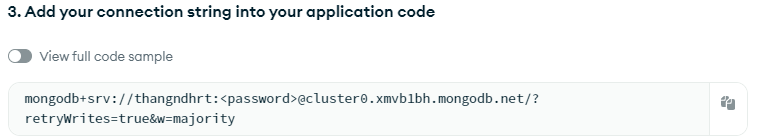 3. Add your connection string into your application code
View full code sample
mongodb+srv://thangndhrt:<password>@cluster0.xmvb1bh.mongodb.net/?
retryWrites=true&w=majority